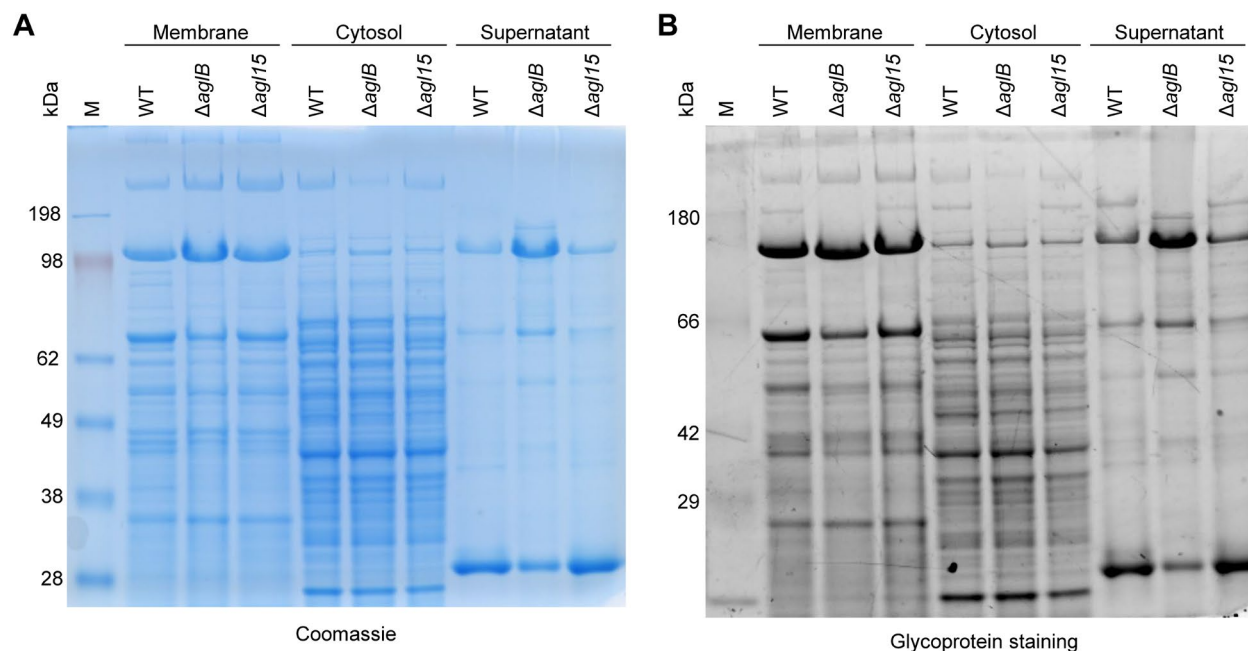 A
Membrane Cytosol Supernatant
kDa M WT ΔaglB Δagl15 WT ΔaglB Δagl15 WT ΔaglB Δagl15
198
98
62
49
38
28
Coomassie
B
Membrane Cytosol Supernatant
kDa M WT ΔaglB Δagl15 WT ΔaglB Δagl15 WT ΔaglB Δagl15
180
66
42
29
Glycoprotein staining